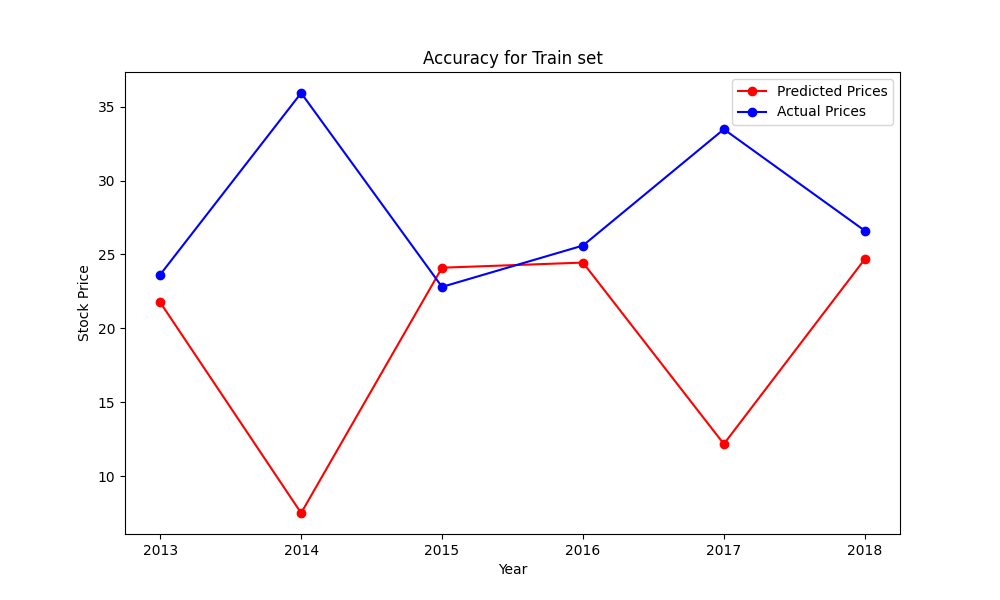 Accuracy for Train set
Predicted Prices
Actual Prices
35
30
25
20
15
10
Stock Price
2013 2014 2015 2016 2017 2018
Year